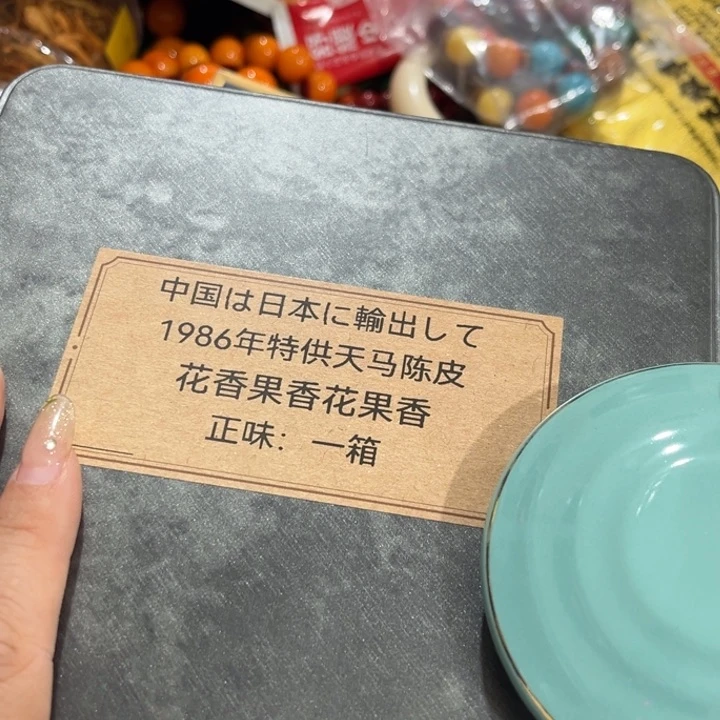 中国は日本に輸出して
1986年特供天马陈皮
花香果香花果香
正味：一箱